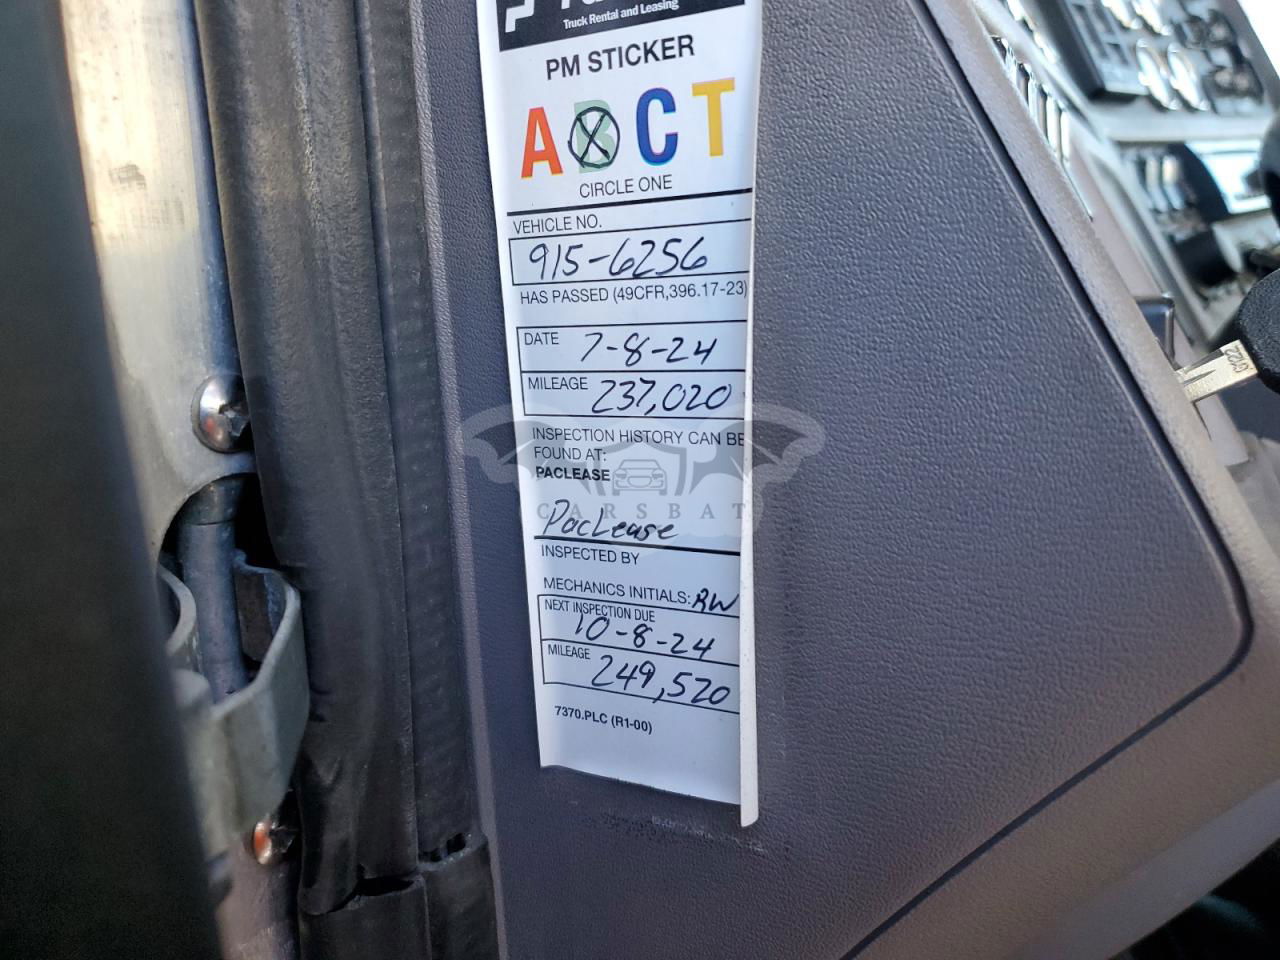 Truck Rental and Leasing
PM STICKER
A B C T
CIRCLE ONE
VEHICLE NO.
915-6256
HAS PASSED (49CFR,396.17-23)
DATE 7-8-24
MILEAGE 237,020
INSPECTION HISTORY CAN BE
FOUND AT:
PACLEASE
CARSBAT
PacLease
INSPECTED BY
MECHANICS INITIALS: RW
NEXT INSPECTION DUE
10-8-24
MILEAGE 249,520
7370.PLC (R1-00)